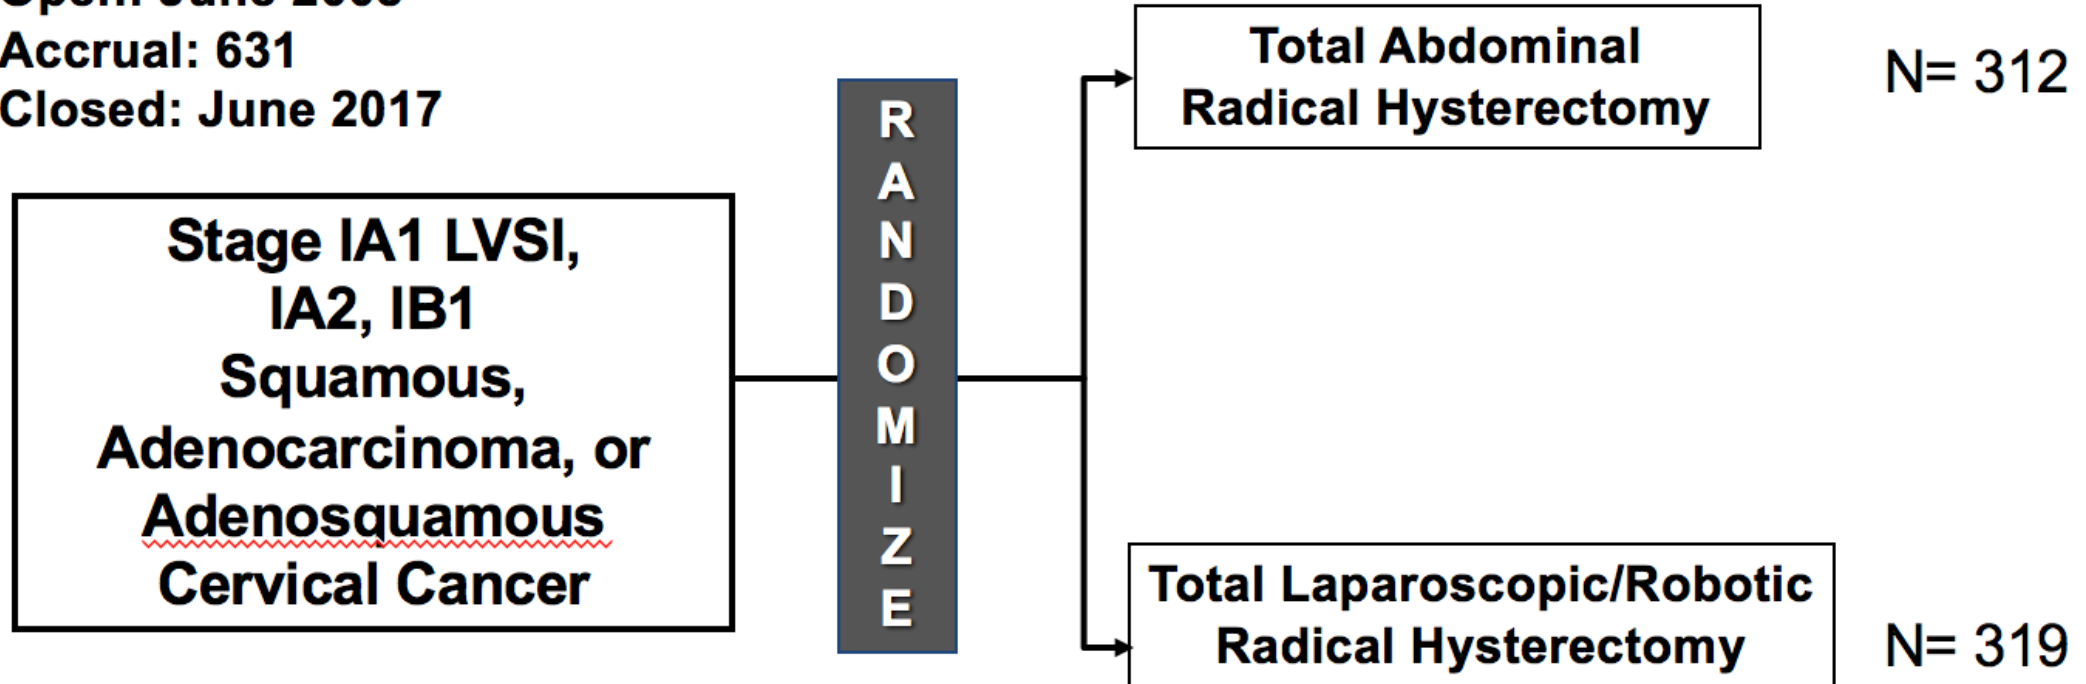 Accrual: 631
Closed: June 2017
Stage IA1 LVSI,
IA2, IB1
Squamous,
Adenocarcinoma, or
Adenosquamous
Cervical Cancer
R
A
N
D
O
M
I
Z
E
Total Abdominal
Radical Hysterectomy
N= 312
Total Laparoscopic/Robotic
Radical Hysterectomy
N= 319